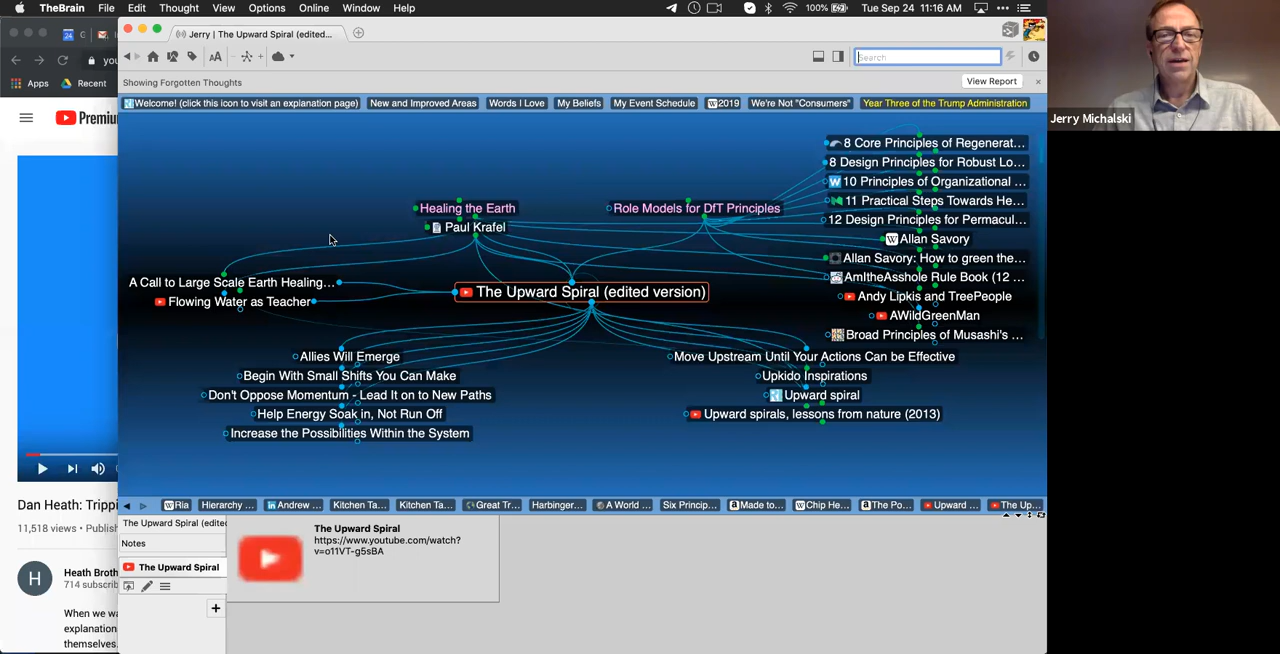 TheBrain File Edit Thought View Options Online Window Help 100% Tue Sep 24 11:16 AM
Jerry | The Upward Spiral (edited...
AA
Search
you
Apps
Recent
Showing Forgotten Thoughts
View Report
Welcome! (click this icon to visit an explanation page) New and Improved Areas Words I Love My Beliefs My Event Schedule W 2019 We're Not "Consumers" Year Three of the Trump Administration
Jerry Michalski
Premiu
8 Core Principles of Regenerat...
8 Design Principles for Robust Lo...
W 10 Principles of Organizational ...
11 Practical Steps Towards He...
12 Design Principles for Permacul...
W Allan Savory
Allan Savory: How to green the...
AmItheAsshole Rule Book (12 ...
Andy Lipkis and TreePeople
AWildGreenMan
Broad Principles of Musashi's ...
Healing the Earth
Role Models for DfT Principles
Paul Krafel
A Call to Large Scale Earth Healing...
Flowing Water as Teacher
The Upward Spiral (edited version)
Allies Will Emerge
Begin With Small Shifts You Can Make
Don't Oppose Momentum - Lead It on to New Paths
Help Energy Soak in, Not Run Off
Increase the Possibilities Within the System
Move Upstream Until Your Actions Can be Effective
Upkido Inspirations
Upward spiral
Upward spirals, lessons from nature (2013)
W Ria Hierarchy ... in Andrew ... Kitchen Ta... Kitchen Ta... Great Tr... Harbinger... A World ... Six Princip... a Made to... W Chip He... a The Po... Upward ... The Up...
Dan Heath: Trippi
11,518 views • Publish
H
Heath Broth
714 subscrib
When we wa
explanation
themselves.
The Upward Spiral (edite
Notes
The Upward Spiral
The Upward Spiral
https://www.youtube.com/watch?
v=o11VT-g5sBA